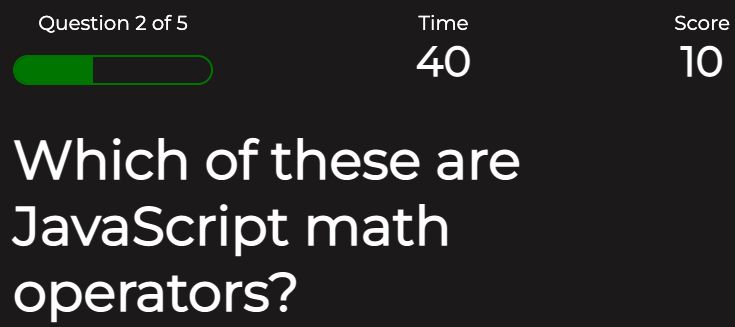 Question 2 of 5
Time
Score
40
10
Which of these are
JavaScript math
operators?